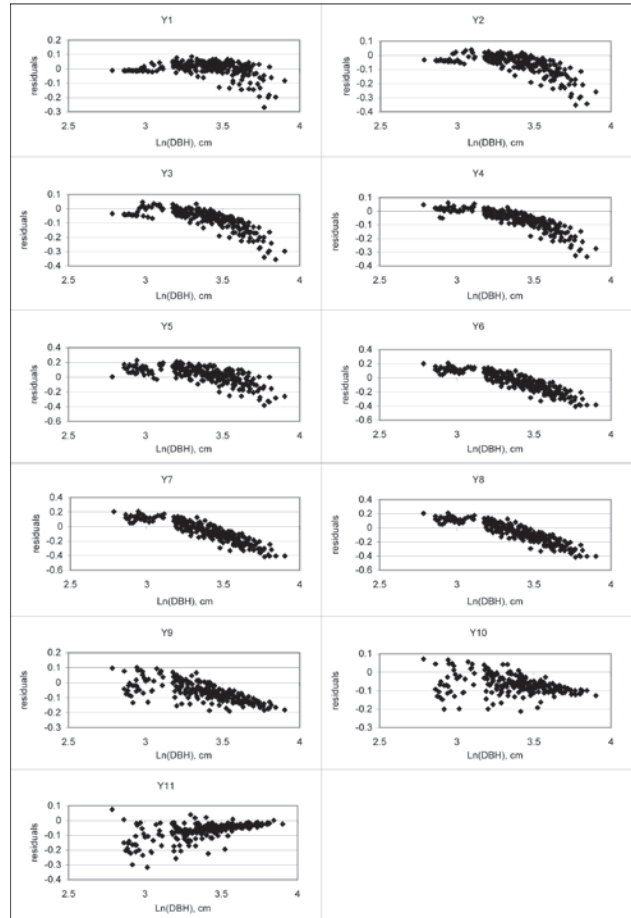 Y1
0.2
0.1
0
-0.1
-0.2
-0.3
residuals
2.5 3 3.5 4
Ln(DBH), cm
Y2
0.1
0
-0.1
-0.2
-0.3
-0.4
residuals
2.5 3 3.5 4
Ln(DBH), cm
Y3
0.1
0
-0.1
-0.2
-0.3
-0.4
residuals
2.5 3 3.5 4
Ln(DBH), cm
Y4
0.1
0
-0.1
-0.2
-0.3
-0.4
residuals
2.5 3 3.5 4
Ln(DBH), cm
Y5
0.4
0.2
0
-0.2
-0.4
-0.6
residuals
2.5 3 3.5 4
Ln(DBH), cm
Y6
0.4
0.2
0
-0.2
-0.4
-0.6
residuals
2.5 3 3.5 4
Ln(DBH), cm
Y7
0.4
0.2
0
-0.2
-0.4
-0.6
residuals
2.5 3 3.5 4
Ln(DBH), cm
Y8
0.4
0.2
0
-0.2
-0.4
-0.6
residuals
2.5 3 3.5 4
Ln(DBH), cm
Y9
0.2
0.1
0
-0.1
-0.2
-0.3
residuals
2.5 3 3.5 4
Ln(DBH), cm
Y10
0.1
0
-0.1
-0.2
-0.3
residuals
2.5 3 3.5 4
Ln(DBH), cm
Y11
0.1
0
-0.1
-0.2
-0.3
-0.4
residuals
2.5 3 3.5 4
Ln(DBH), cm